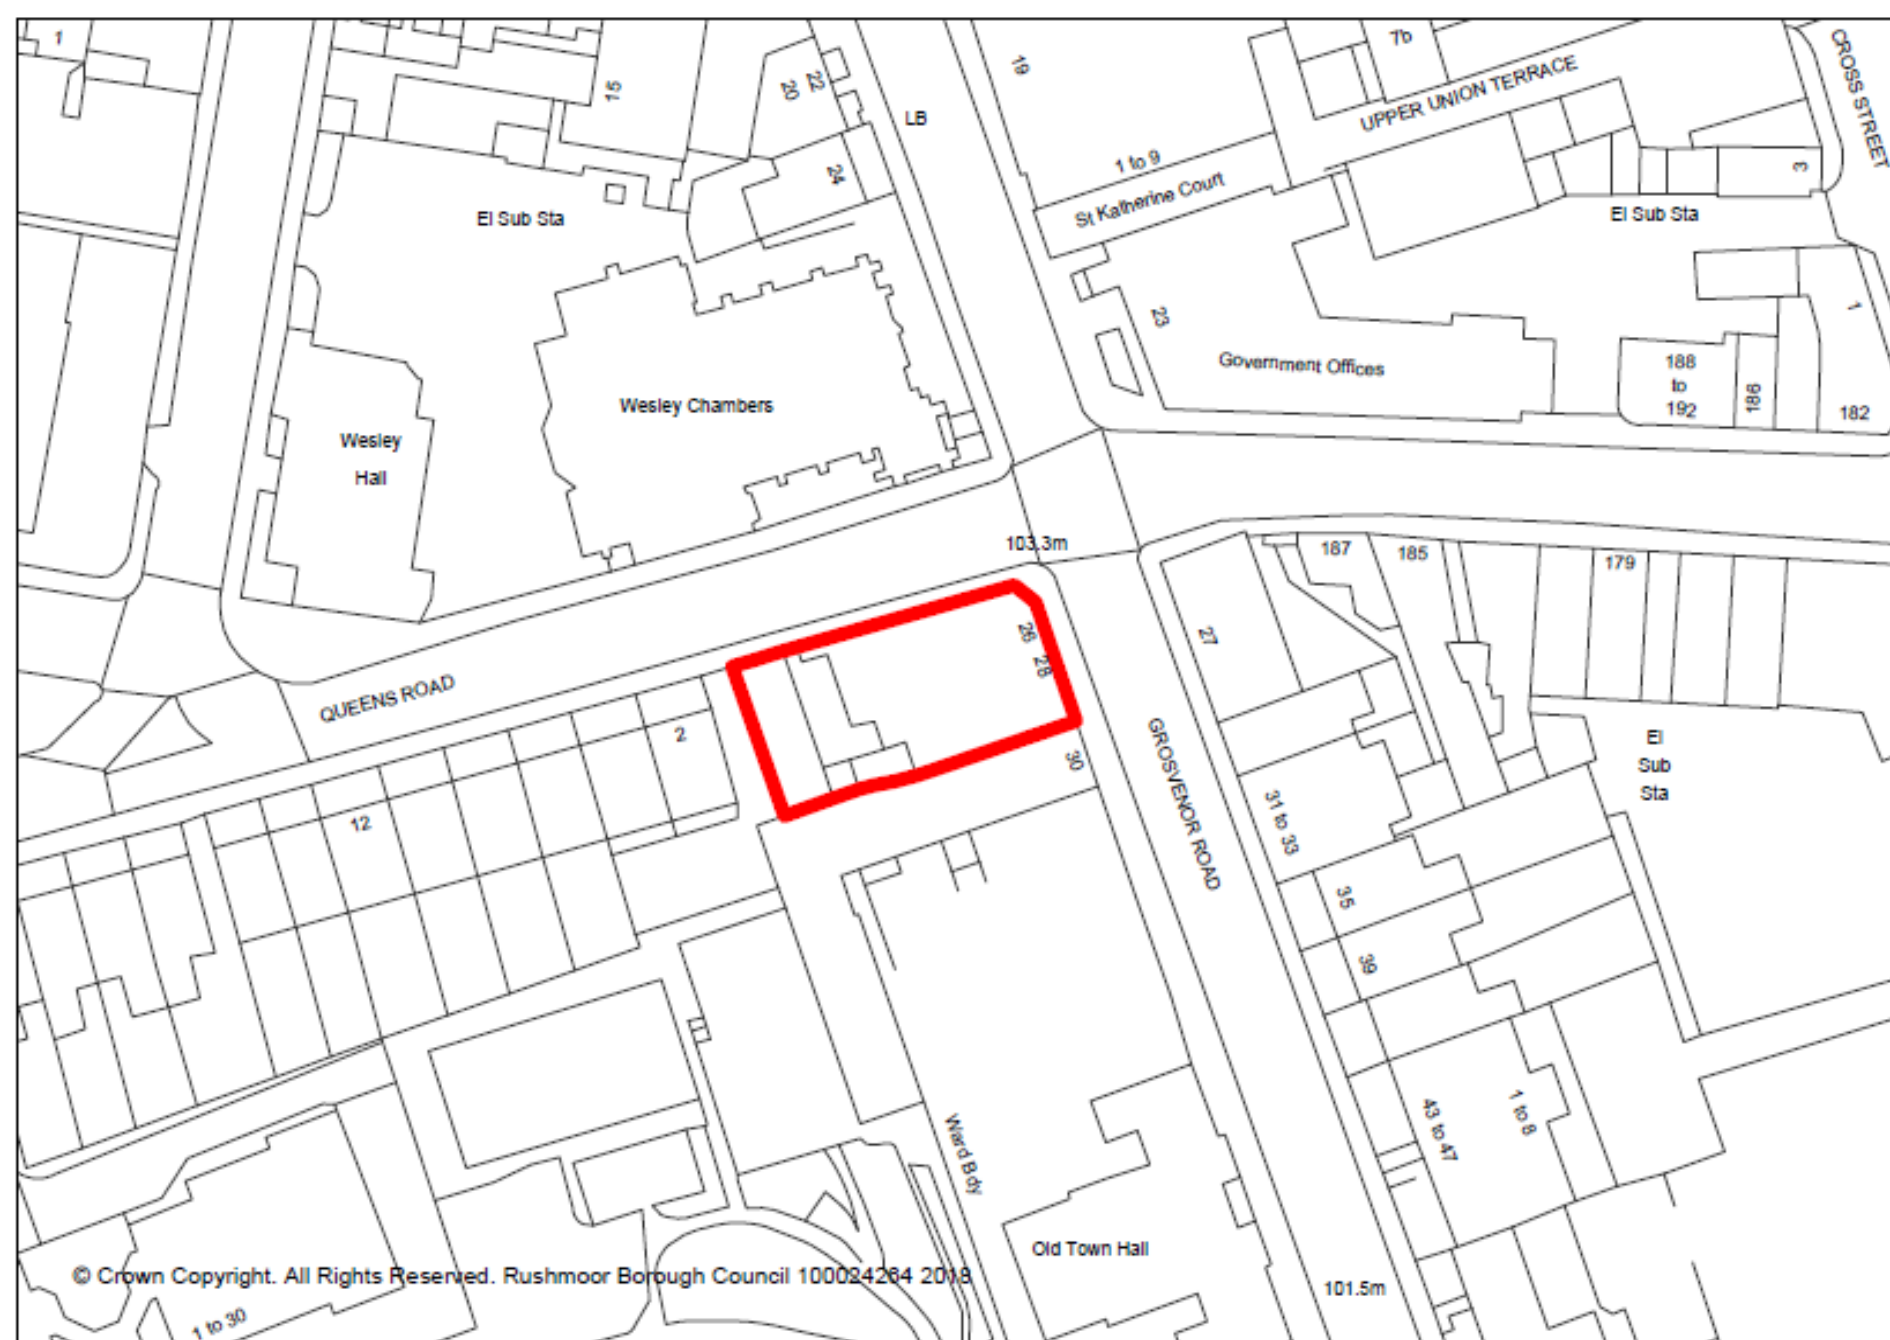 1
15
20
22
LB
19
7b
UPPER UNION TERRACE
CROSS STREET
24
1 to 9
St Katherine Court
3
El Sub Sta
El Sub Sta
23
1
Government Offices
188
to
192
186
182
Wesley Chambers
Wesley
Hall
103.3m
187
185
179
26
28
27
QUEENS ROAD
2
30
GROSVENOR ROAD
El
Sub
Sta
12
31 to 33
35
39
43 to 47
1 to 8
Ward Bdy
Old Town Hall
© Crown Copyright. All Rights Reserved. Rushmoor Borough Council 100024264 2018
101.5m
1 to 30